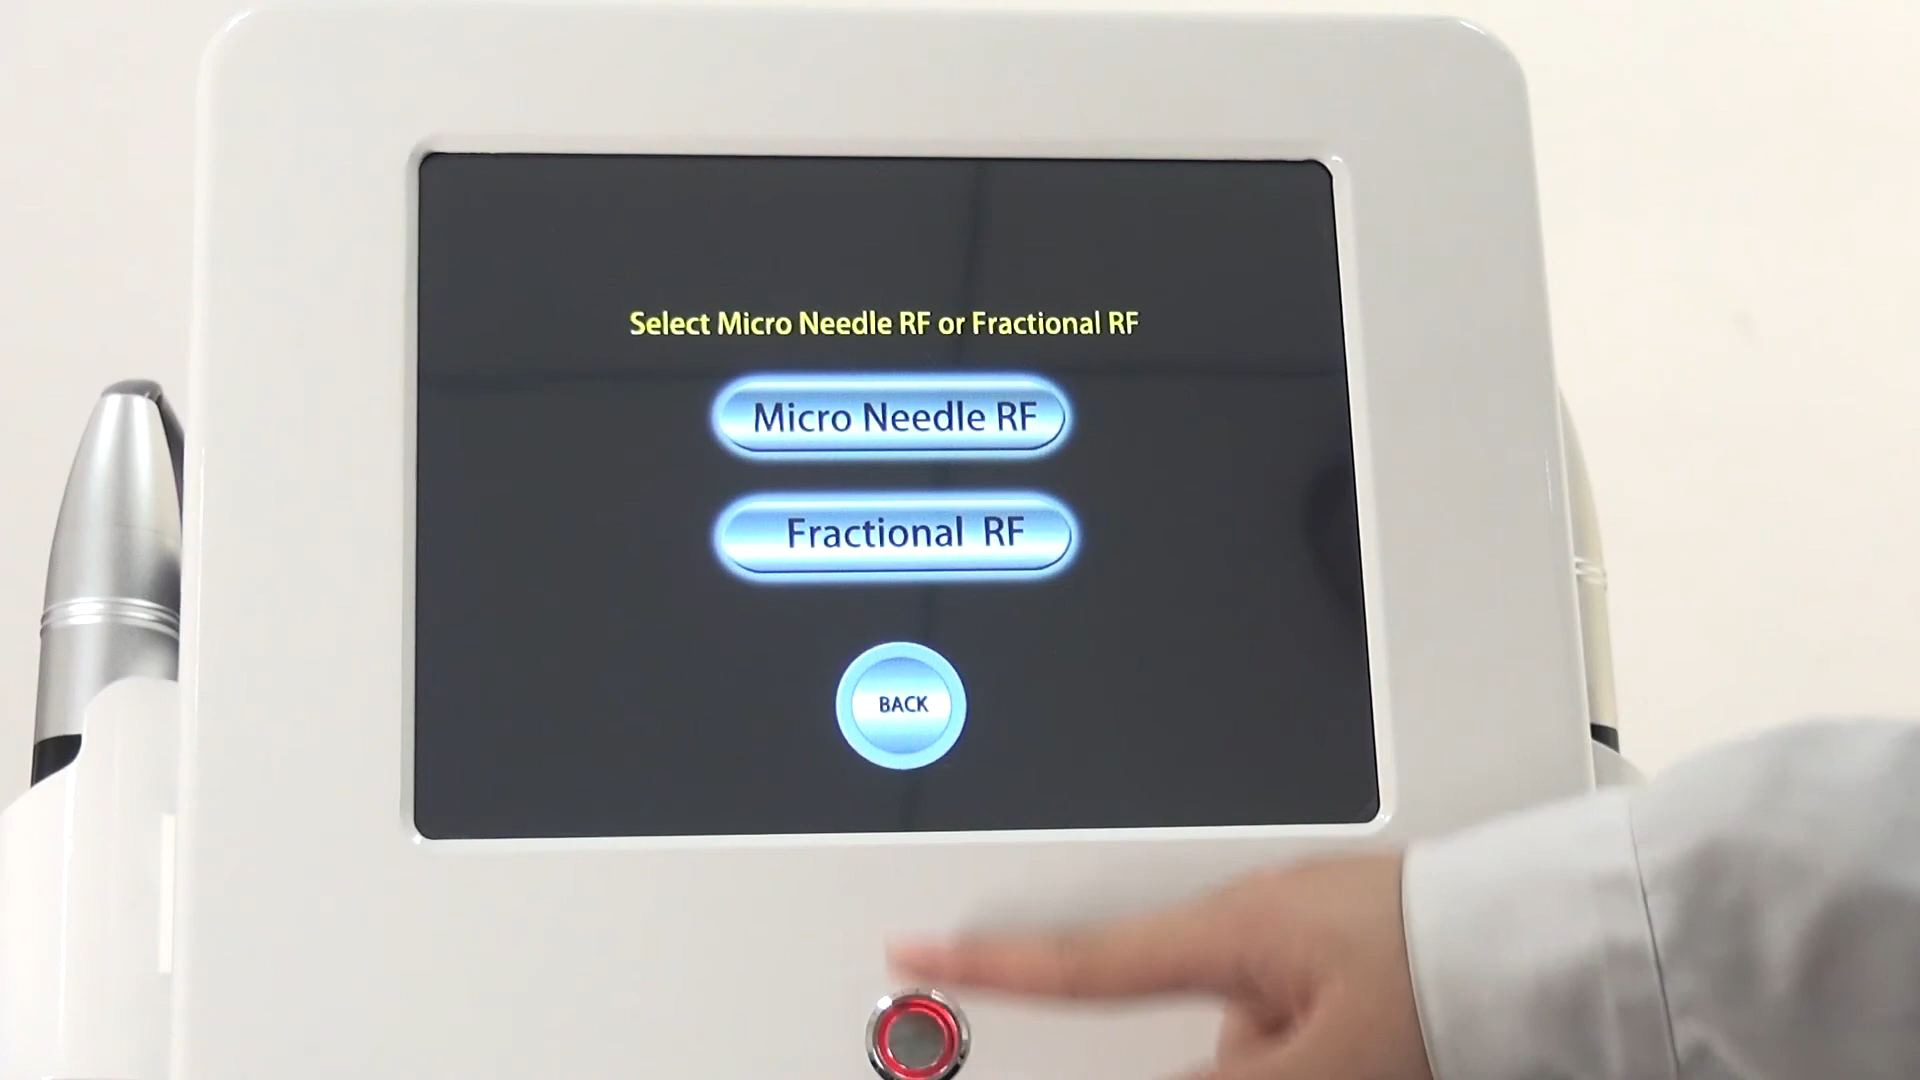 Select Micro Needle RF or Fractional RF
Micro Needle RF
Fractional RF
BACK